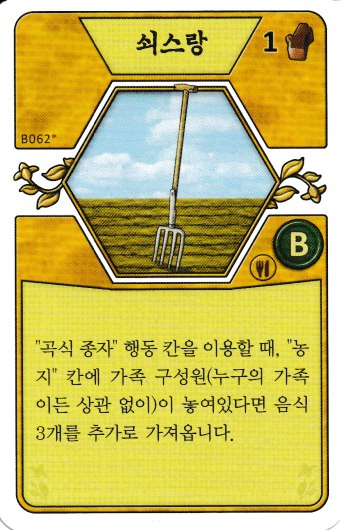 쇠스랑
1
B062*
B
"곡식 종자" 행동 칸을 이용할 때, "농
지" 칸에 가족 구성원(누구의 가족
이든 상관 없이)이 놓여있다면 음식
3개를 추가로 가져옵니다.